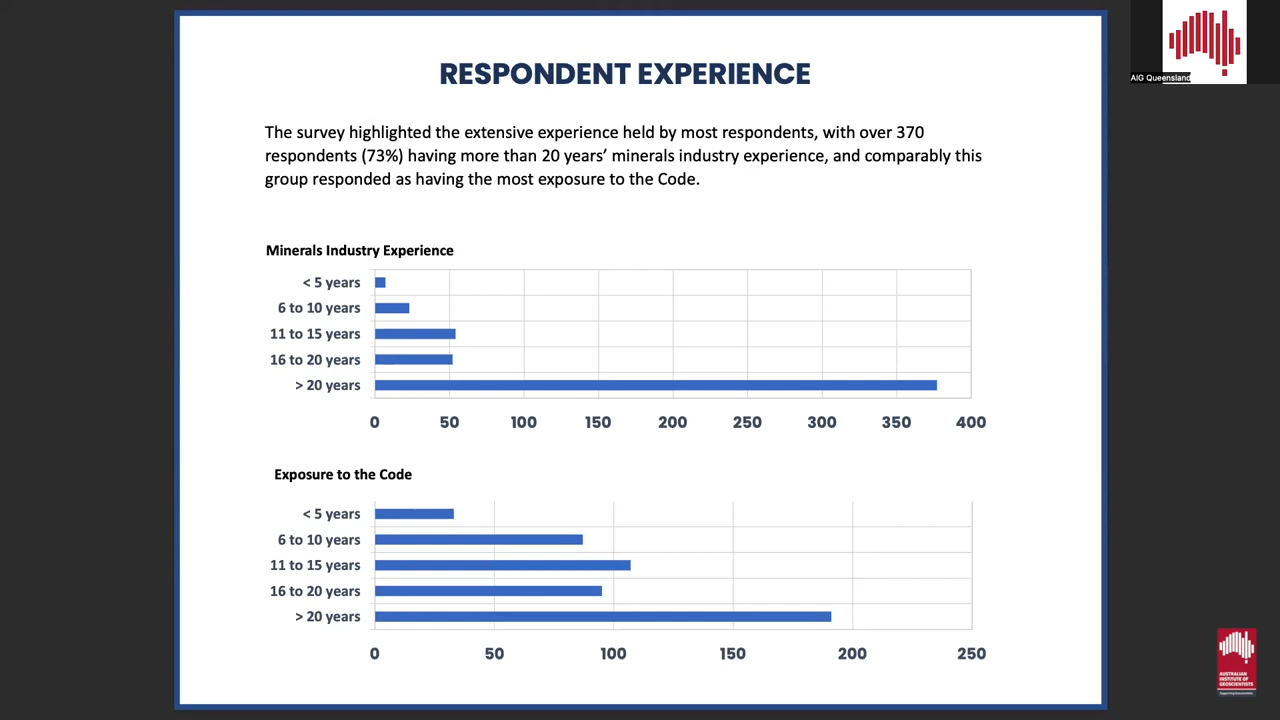 AIG Queensland
RESPONDENT EXPERIENCE
The survey highlighted the extensive experience held by most respondents, with over 370
respondents (73%) having more than 20 years’ minerals industry experience, and comparably this
group responded as having the most exposure to the Code.
Minerals Industry Experience
< 5 years
6 to 10 years
11 to 15 years
16 to 20 years
> 20 years
0 50 100 150 200 250 300 350 400
Exposure to the Code
< 5 years
6 to 10 years
11 to 15 years
16 to 20 years
> 20 years
0 50 100 150 200 250
AUSTRALIAN
INSTITUTE OF
GEOSCIENTISTS